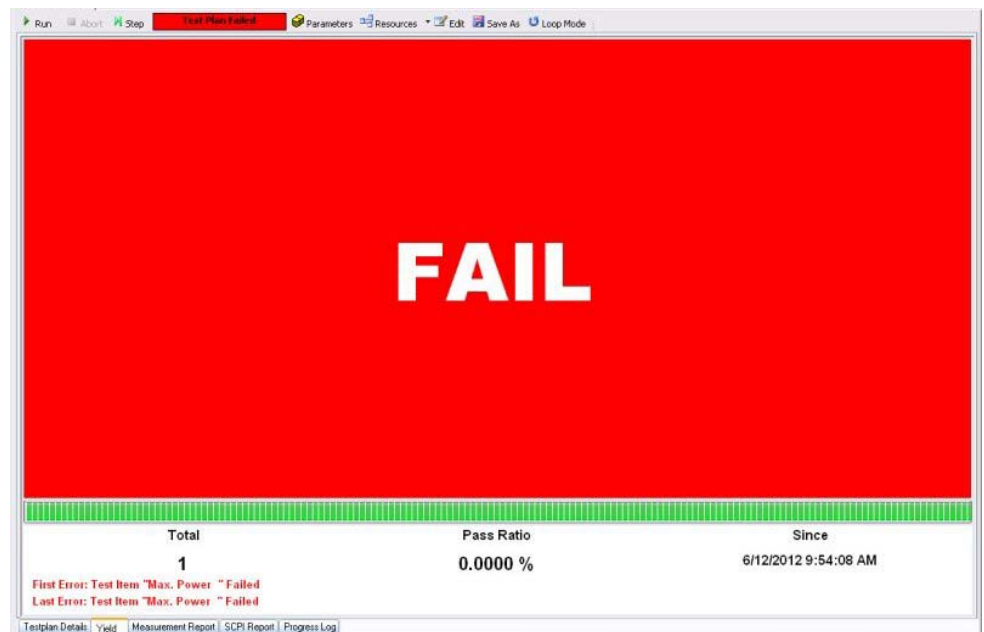 Run Abort Step Test Plan Failed Parameters Resources Edit Save As Loop Mode
FAIL
Total Pass Ratio Since
1 0.0000 % 6/12/2012 9:54:08 AM
First Error: Test Item "Max. Power " Failed
Last Error: Test Item "Max. Power " Failed
Testplan Details Yield Measurement Report SCPI Report Progress Log